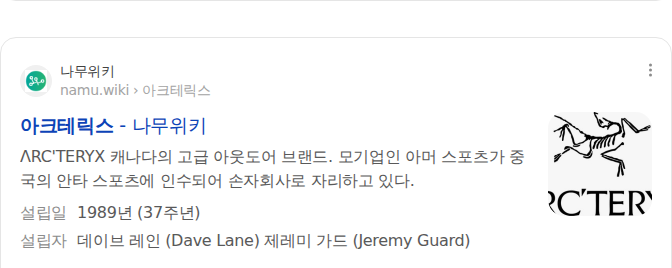 나무위키
namu.wiki › 아크테릭스
아크테릭스 - 나무위키
ΛRC'TERYX 캐나다의 고급 아웃도어 브랜드. 모기업인 아머 스포츠가 중
국의 안타 스포츠에 인수되어 손자회사로 자리하고 있다.
설립일 1989년 (37주년)
설립자 데이브 레인 (Dave Lane) 제레미 가드 (Jeremy Guard)
RC'TERY